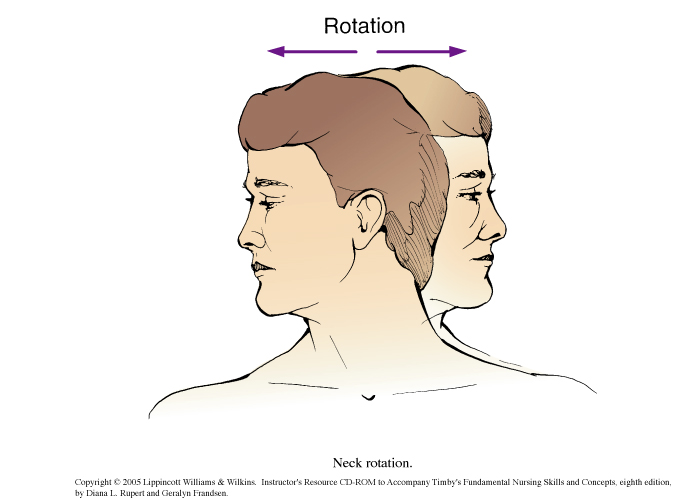 Rotation
Neck rotation.
Copyright © 2005 Lippincott Williams & Wilkins. Instructor's Resource CD-ROM to Accompany Timby's Fundamental Nursing Skills and Concepts, eighth edition,
by Diana L. Rupert and Geralyn Frandsen.